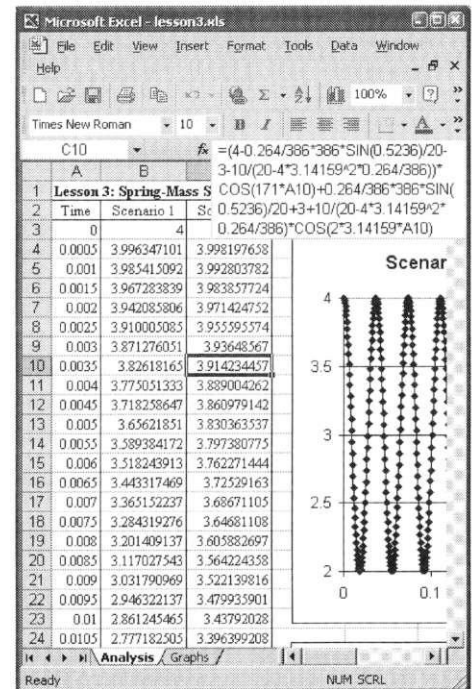 Microsoft Excel - lesson3.xls
File Edit View Insert Format Tools Data Window
Help
100%
Times New Roman 10 B I
C10 fx =(4-0.264/386*386*SIN(0.5236)/20-
3-10/(20-4*3.14159^2*0.264/386))*
COS(171*A10)+0.264/386*386*SIN(
0.5236)/20+3+10/(20-4*3.14159^2*
0.264/386)*COS(2*3.14159*A10)
A B
1 Lesson 3: Spring-Mass S
2 Time Scenario 1 Sc
3 0 4
4 0.0005 3.996347101 3.998197658
5 0.001 3.985415092 3.992803782
6 0.0015 3.967283839 3.983857724
7 0.002 3.942085806 3.971424752
8 0.0025 3.910005085 3.955595574
9 0.003 3.871276051 3.93648567
10 0.0035 3.82618165 3.914234457
11 0.004 3.775051333 3.889004262
12 0.0045 3.718258647 3.860979142
13 0.005 3.65621851 3.830363537
14 0.0055 3.589384172 3.797380775
15 0.006 3.518243913 3.762271444
16 0.0065 3.443317469 3.72529163
17 0.007 3.365152237 3.68671105
18 0.0075 3.284319276 3.64681108
19 0.008 3.201409137 3.605882697
20 0.0085 3.117027543 3.564224358
21 0.009 3.031790969 3.522139816
22 0.0095 2.946322137 3.479935901
23 0.01 2.861245465 3.43792028
24 0.0105 2.777182505 3.396399208
Scenar
4
3.5
3
2.5
2
0 0.1
Analysis Graphs
Ready NUM SCRL